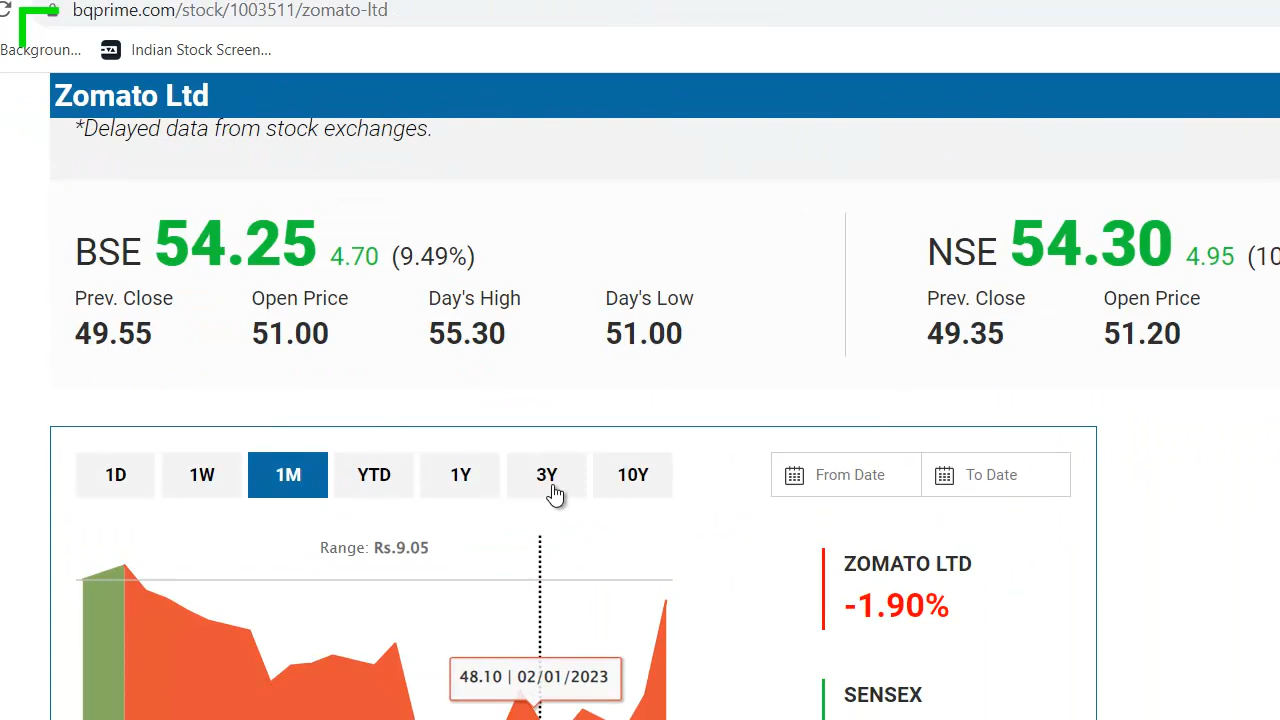 bqprime.com/stock/1003511/zomato-ltd
Backgroun... Indian Stock Screen...
Zomato Ltd
*Delayed data from stock exchanges.
BSE 54.25 4.70 (9.49%)
Prev. Close Open Price Day's High Day's Low
49.55 51.00 55.30 51.00
NSE 54.30 4.95 (10
Prev. Close Open Price
49.35 51.20
1D 1W 1M YTD 1Y 3Y 10Y
From Date To Date
Range: Rs.9.05
48.10 | 02/01/2023
ZOMATO LTD
-1.90%
SENSEX